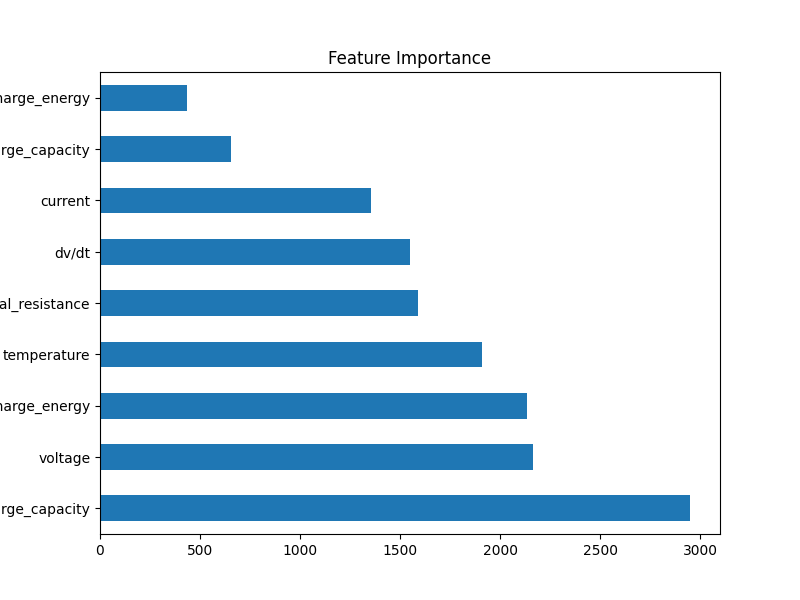 Feature Importance
harge_energy
rge_capacity
current
dv/dt
al_resistance
temperature
harge_energy
voltage
rge_capacity
0 500 1000 1500 2000 2500 3000